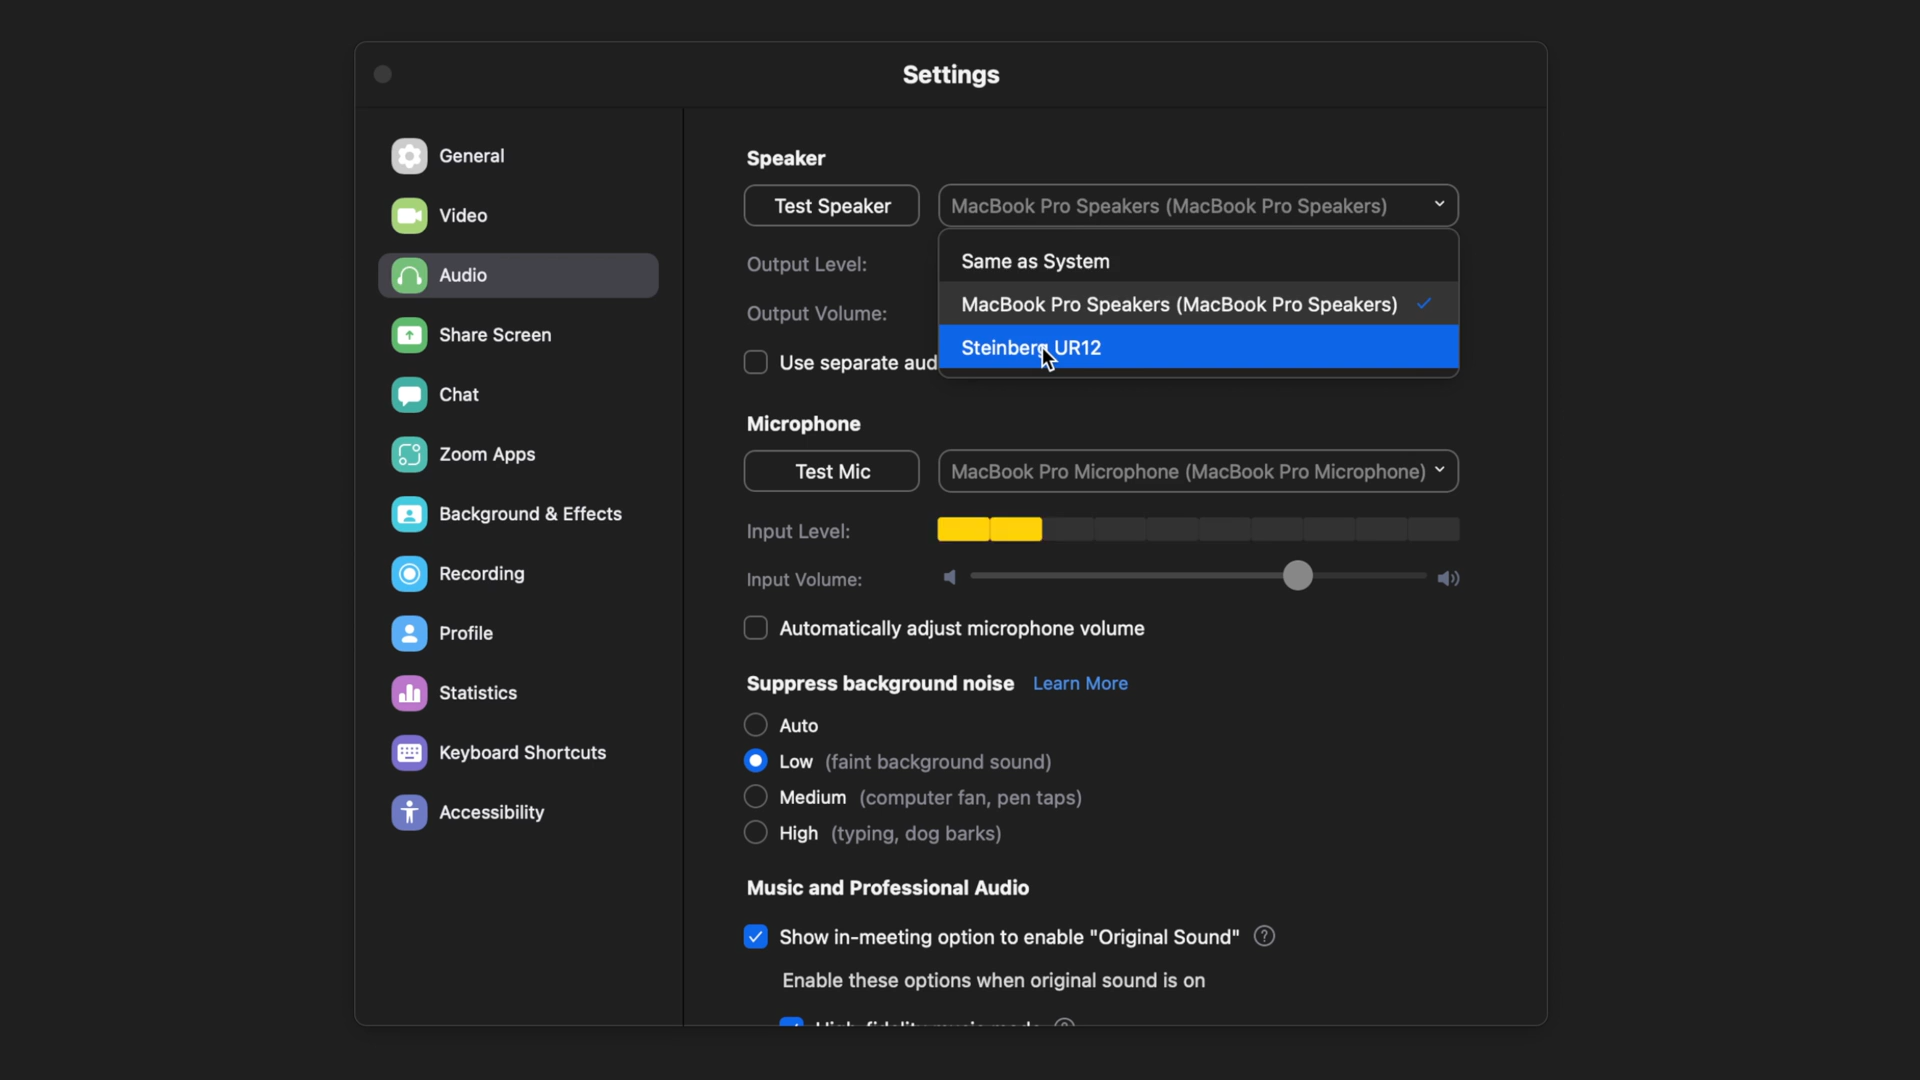 Settings
General
Video
Audio
Share Screen
Chat
Zoom Apps
Background & Effects
Recording
Profile
Statistics
Keyboard Shortcuts
Accessibility
Speaker
Test Speaker
MacBook Pro Speakers (MacBook Pro Speakers)
Output Level:
Same as System
MacBook Pro Speakers (MacBook Pro Speakers)
Output Volume:
Steinberg UR12
Use separate aud
Microphone
Test Mic
MacBook Pro Microphone (MacBook Pro Microphone)
Input Level:
Input Volume:
Automatically adjust microphone volume
Suppress background noise Learn More
Auto
Low (faint background sound)
Medium (computer fan, pen taps)
High (typing, dog barks)
Music and Professional Audio
Show in-meeting option to enable "Original Sound" ?
Enable these options when original sound is on